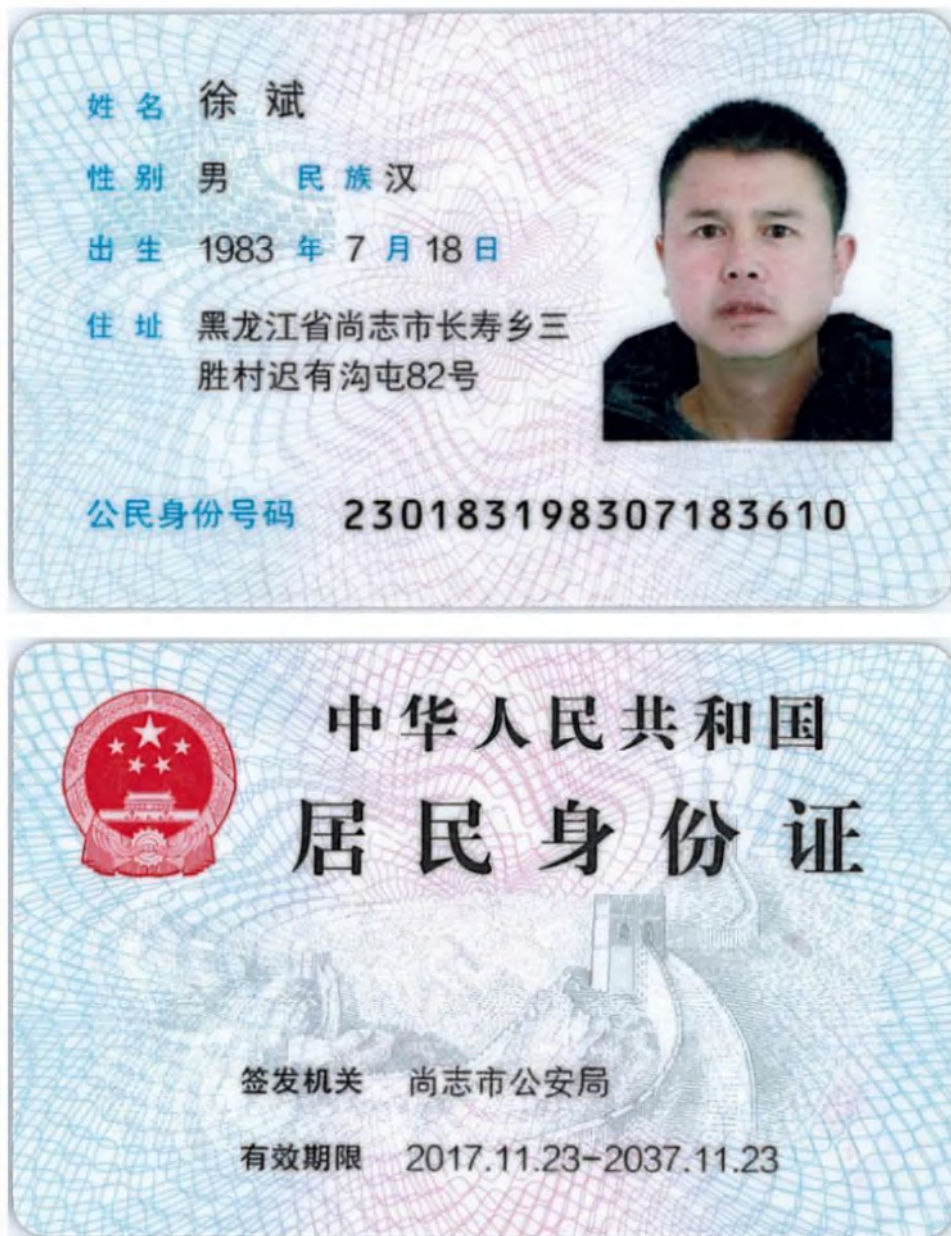 姓名 徐斌
性别 男 民族 汉
出生 1983 年 7 月 18 日
住址 黑龙江省尚志市长寿乡三
胜村迟有沟屯82号
公民身份号码 230183198307183610
中华人民共和国
居民身份证
签发机关 尚志市公安局
有效期限 2017.11.23-2037.11.23